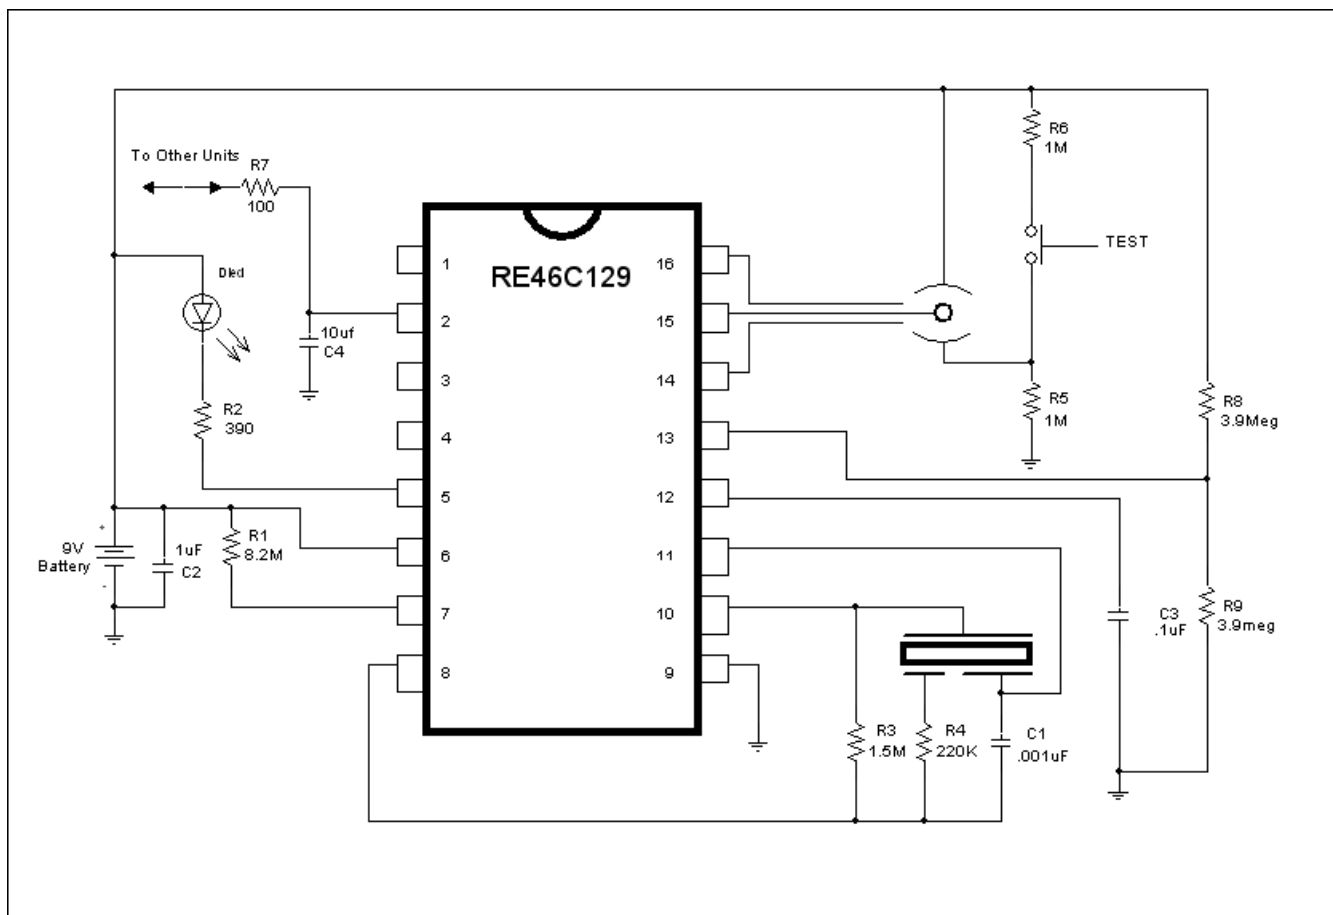 To Other Units
R7
100
Dled
10uf
C4
R2
390
9V
Battery
+
-
1uF
C2
R1
8.2M
RE46C129
1
2
3
4
5
6
7
8
16
15
14
13
12
11
10
9
R6
1M
TEST
R5
1M
R8
3.9Meg
C3
.1uF
R9
3.9meg
R3
1.5M
R4
220K
C1
.001uF